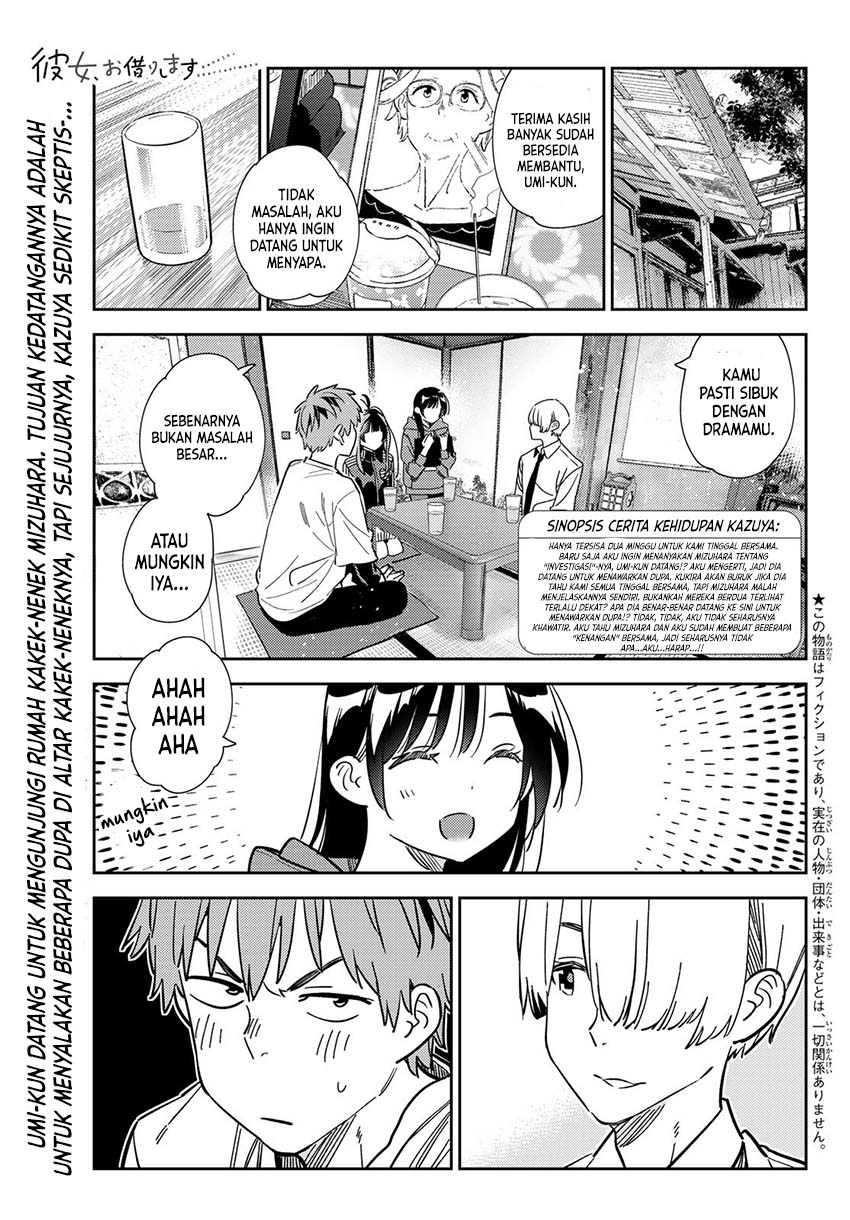 彼女、お借りします
UMI-KUN DATANG UNTUK MENGUNJUNGI RUMAH KAKEK-NENEK MIZUHARA. TUJUAN KEDATANGANNYA ADALAH
UNTUK MENYALAKAN BEBERAPA DUPA DI ALTAR KAKEK-NENEKNYA, TAPI SEJUJURNYA, KAZUYA SEDIKIT SKEPTIS-...
TERIMA KASIH
BANYAK SUDAH
BERSEDIA
MEMBANTU,
UMI-KUN.
TIDAK
MASALAH, AKU
HANYA INGIN
DATANG UNTUK
MENYAPA.
KAMU
PASTI SIBUK
DENGAN
DRAMAMU.
SEBENARNYA
BUKAN MASALAH
BESAR...
ATAU
MUNGKIN
IYA...
SINOPSIS CERITA KEHIDUPAN KAZUYA:
HANYA TERSISA DUA MINGGU UNTUK KAMI TINGGAL BERSAMA.
BARU SAJA AKU INGIN MENANYAKAN MIZUHARA TENTANG
"INVESTIGASI"-NYA, UMI-KUN DATANG!? AKU MENGERTI, JADI DIA
DATANG UNTUK MENAWARKAN DUPA. KUKIRA AKAN BURUK JIKA DIA
TAHU KAMI SEMUA TINGGAL BERSAMA, TAPI MIZUHARA MALAH
MENJELASKANNYA SENDIRI. BUKANKAH MEREKA BERDUA TERLIHAT
TERLALU DEKAT? APA DIA BENAR-BENAR DATANG KE SINI UNTUK
MENAWARKAN DUPA!? TIDAK, TIDAK, AKU TIDAK SEHARUSNYA
KHAWATIR. AKU TAHU MIZUHARA DAN AKU SUDAH MEMBUAT BEBERAPA
"KENANGAN" BERSAMA, JADI SEHARUSNYA TIDAK
APA...AKU...HARAP...!!
AHAH
AHAH
AHA
mungkin
iya
★この物語はフィクションであり、実在の人物・団体・出来事などとは、一切関係ありません。